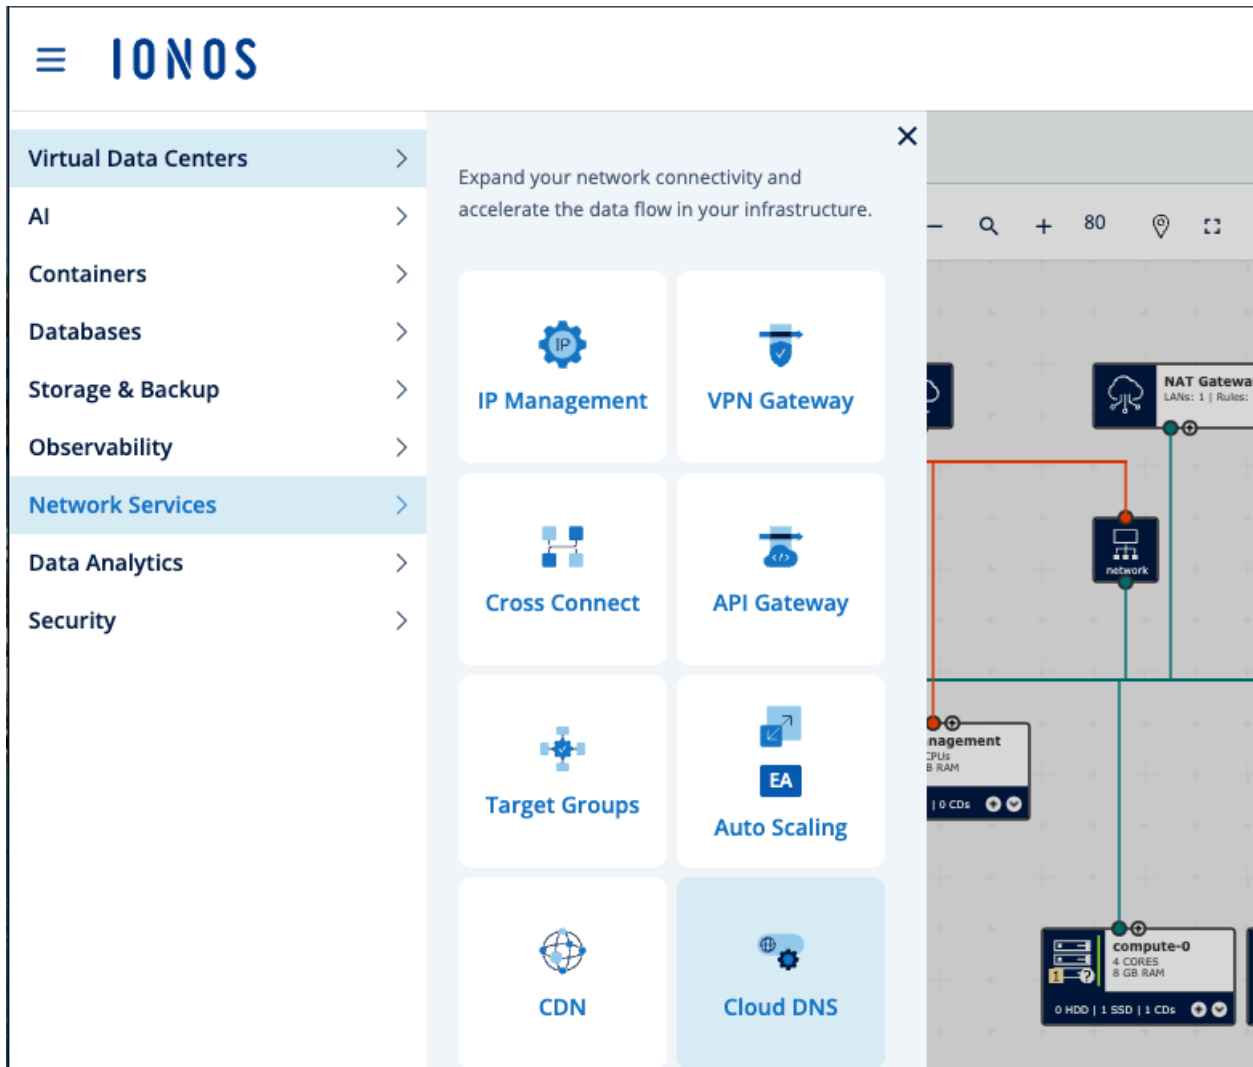 IONOS
Virtual Data Centers
AI
Containers
Databases
Storage & Backup
Observability
Network Services
Data Analytics
Security
Expand your network connectivity and
accelerate the data flow in your infrastructure.
IP
IP Management
VPN Gateway
Cross Connect
API Gateway
Target Groups
EA
Auto Scaling
CDN
Cloud DNS
80
NAT Gatewa
LANs: 1 | Rules:
network
nagement
CPUs
B RAM
| 0 CDs
compute-0
4 CORES
8 GB RAM
1
?
0 HDD | 1 SSD | 1 CDs